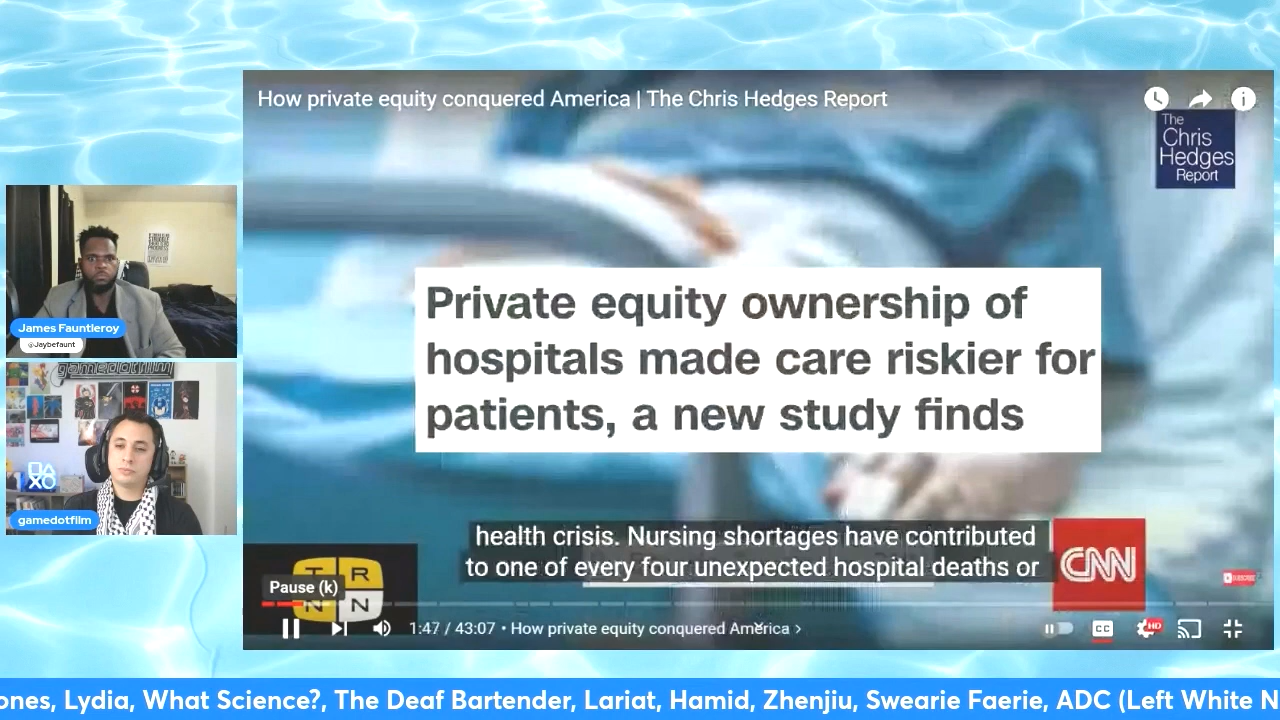 How private equity conquered America | The Chris Hedges Report
The
Chris
Hedges
Report
James Fauntleroy
@Jaybefaunt
gamedotfilm
gamedotfilm
Private equity ownership of
hospitals made care riskier for
patients, a new study finds
health crisis. Nursing shortages have contributed
to one of every four unexpected hospital deaths or
CNN
T R
N N
Pause (k)
SUBSCRIBE
1:47 / 43:07 • How private equity conquered America >
CC
HD
ones, Lydia, What Science?, The Deaf Bartender, Lariat, Hamid, Zhenjiu, Swearie Faerie, ADC (Left White N